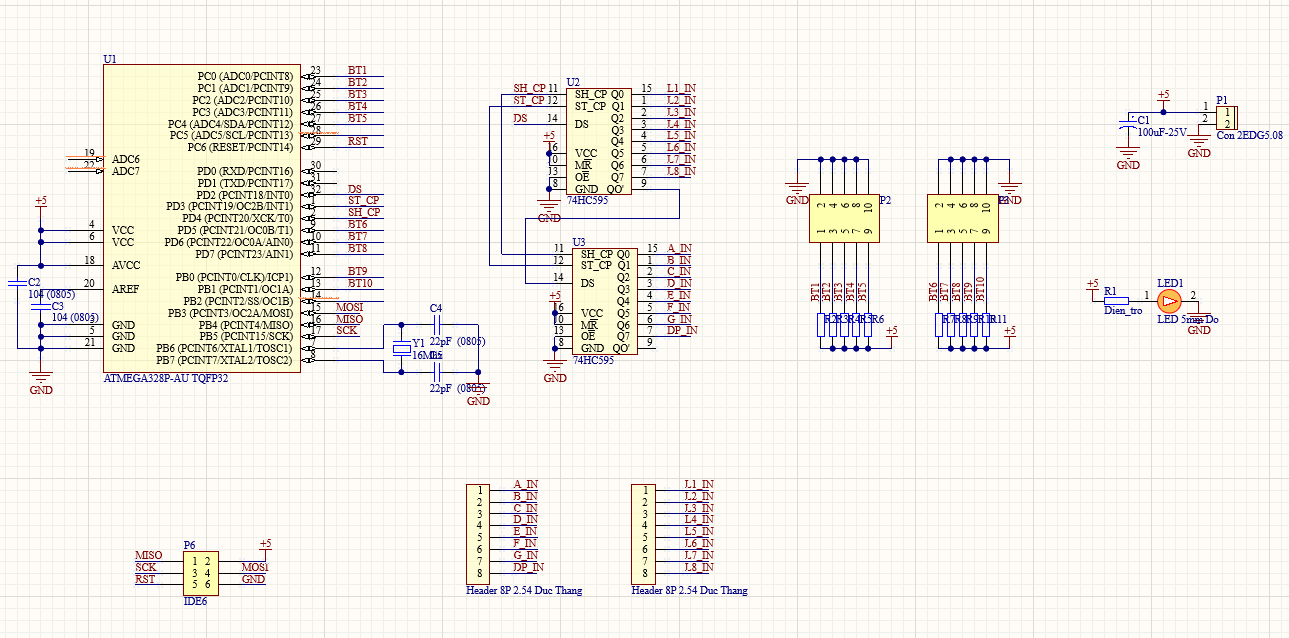 U1
PC0 (ADC0/PCINT8) 23 BT1
PC1 (ADC1/PCINT9) 24 BT2
PC2 (ADC2/PCINT10) 25 BT3
PC3 (ADC3/PCINT11) 26 BT4
PC4 (ADC4/SDA/PCINT12) 27 BT5
PC5 (ADC5/SCL/PCINT13) 28
PC6 (RESET/PCINT14) 29 RST
19 ADC6
22 ADC7
PD0 (RXD/PCINT16) 30
PD1 (TXD/PCINT17) 31
PD2 (PCINT18/INT0) 32 DS
PD3 (PCINT19/OC2B/INT1) 1 ST_CP
PD4 (PCINT20/XCK/T0) 2 SH_CP
PD5 (PCINT21/OC0B/T1) 9 BT6
PD6 (PCINT22/OC0A/AIN0) 10 BT7
PD7 (PCINT23/AIN1) 11 BT8
+5
4 VCC
6 VCC
18 AVCC
20 AREF
3 GND
5 GND
21 GND
PB0 (PCINT0/CLK)/ICP1) 12 BT9
PB1 (PCINT1/OC1A) 13 BT10
PB2 (PCINT2/SS/OC1B) 14
PB3 (PCINT3/OC2A/MOSI) 15 MOSI
PB4 (PCINT4/MISO) 16 MISO
PB5 (PCINT15/SCK) 17 SCK
PB6 (PCINT6/XTAL1/TOSC1)
PB7 (PCINT7/XTAL2/TOSC2) 8
ATMEGA328P-AU TQFP32
C2
104 (0805)
C3
104 (0805)
GND
Y1
C4
22pF (0805)
22pF (0805)
GND
U2
SH_CP 11 SH_CP Q0 15 L1_IN
ST_CP 12 ST_CP Q1 1 L2_IN
Q2 2 L3_IN
DS 14 DS Q3 3 L4_IN
+5 Q4 4 L5_IN
16 VCC Q5 5 L6_IN
10 MR Q6 6 L7_IN
13 OE Q7 7 L8_IN
8 GND QO' 9
74HC595
GND
U3
11 SH_CP Q0 15 A_IN
12 ST_CP Q1 1 B_IN
Q2 2 C_IN
14 DS Q3 3 D_IN
+5 Q4 4 E_IN
16 VCC Q5 5 F_IN
10 MR Q6 6 G_IN
13 OE Q7 7 DP_IN
8 GND QO' 9
74HC595
GND
GND
P2
2 4 6 8 10
1 3 5 7 9
BT1 BT2 BT3 BT4 BT5
R2 R3 R4 R5 R6
+5
GND
2 4 6 8 10
1 3 5 7 9
BT6 BT7 BT8 BT9 BT10
R7 R8 R9 R10 R11
+5
+5
C1
100uF-25V
GND
P1
1 1
2 2
Con 2EDG5.08
GND
+5
R1
Dien_tro
LED1
1 2
LED 5mm Do
GND
P6
+5
MISO 1 2
SCK 3 4 MOSI
RST 5 6 GND
IDE6
1 A_IN
2 B_IN
3 C_IN
4 D_IN
5 E_IN
6 F_IN
7 G_IN
8 DP_IN
Header 8P 2.54 Duc Thang
1 L1_IN
2 L2_IN
3 L3_IN
4 L4_IN
5 L5_IN
6 L6_IN
7 L7_IN
8 L8_IN
Header 8P 2.54 Duc Thang